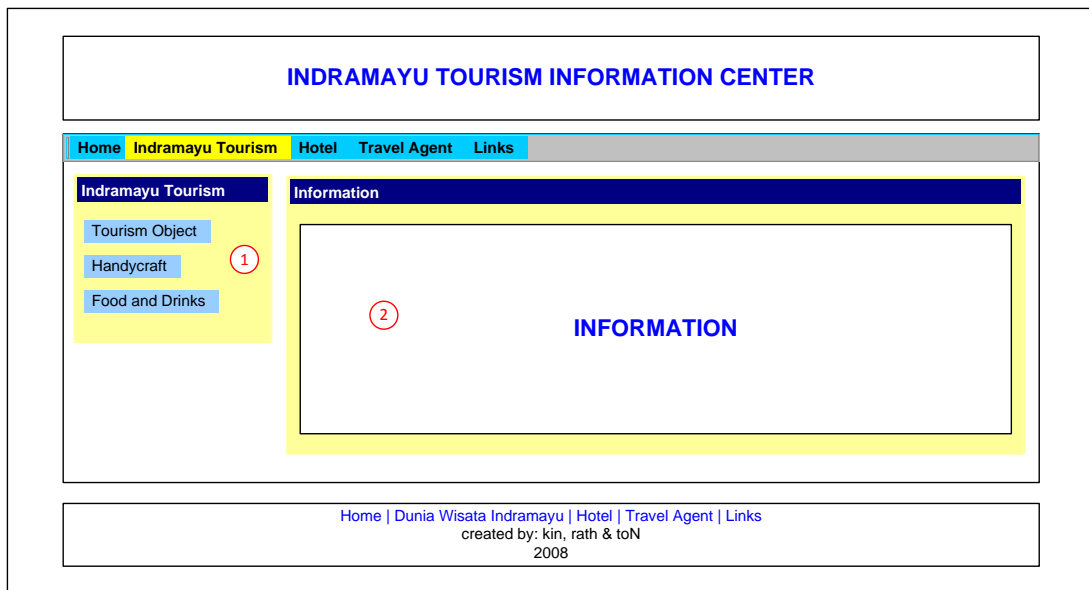 INDRAMAYU TOURISM INFORMATION CENTER
Home Indramayu Tourism Hotel Travel Agent Links
Indramayu Tourism
Tourism Object
Handycraft
Food and Drinks
1
Information
2
INFORMATION
Home | Dunia Wisata Indramayu | Hotel | Travel Agent | Links
created by: kin, rath & toN
2008